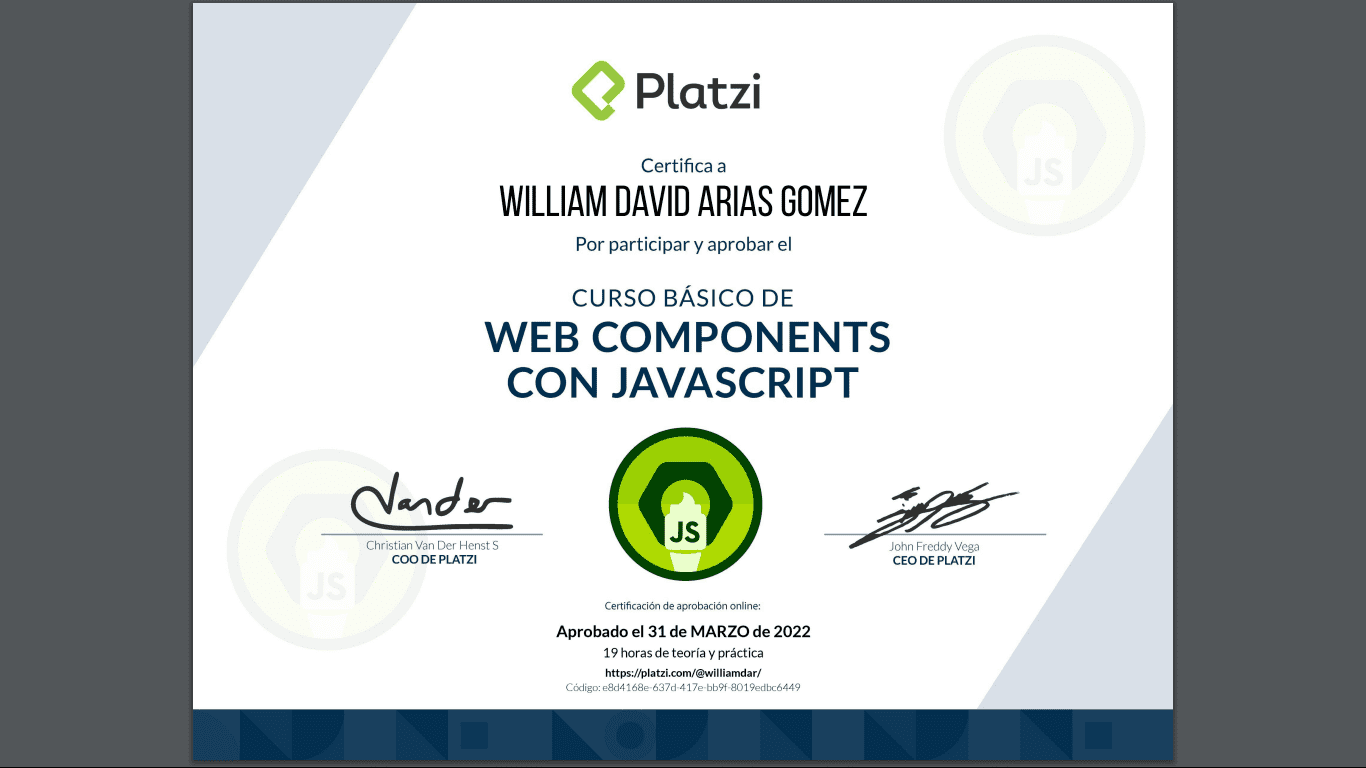 Platzi
Certifica a
WILLIAM DAVID ARIAS GOMEZ
Por participar y aprobar el
CURSO BÁSICO DE
WEB COMPONENTS
CON JAVASCRIPT
JS
JS
Vander
JS
Christian Van Der Henst S
COO DE PLATZI
John Freddy Vega
CEO DE PLATZI
Certificación de aprobación online:
Aprobado el 31 de MARZO de 2022
19 horas de teoría y práctica
https://platzi.com/@williamdar/
Código: e8d4168e-637d-417e-bb9f-8019edbc6449